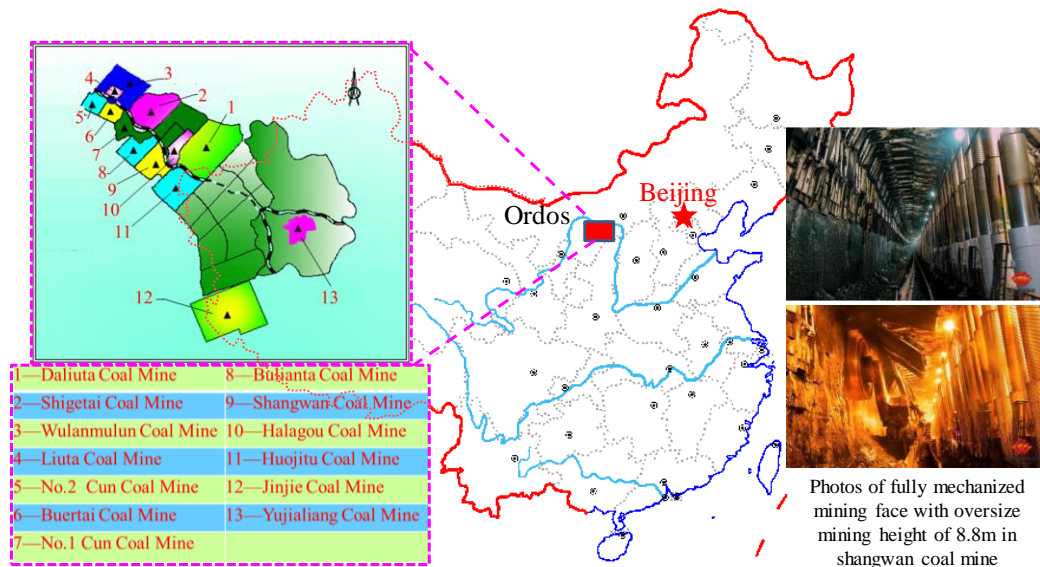 4
3
2
1
5
6
7
8
9
10
11
12
13
Ordos
Beijing
1—Daliuta Coal Mine
8—Bulianta Coal Mine
2—Shigetai Coal Mine
9—Shangwan Coal Mine
3—Wulanmulun Coal Mine
10—Halagou Coal Mine
4—Liuta Coal Mine
11—Huojitu Coal Mine
5—No.2 Cun Coal Mine
12—Jinjie Coal Mine
6—Buertai Coal Mine
13—Yujialiang Coal Mine
7—No.1 Cun Coal Mine
Photos of fully mechanized
mining face with oversize
mining height of 8.8m in
shangwan coal mine